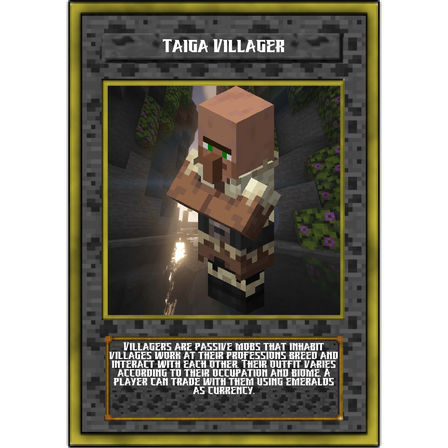 TAIGA VILLAGER
VILLAGERS ARE PASSIVE MOBS THAT INHABIT
VILLAGES WORK AT THEIR PROFESSIONS BREED AND
INTERACT WITH EACH OTHER THEIR OUTFIT VARIES
ACCORDING TO THEIR OCCUPATION AND BIOME. A
PLAYER CAN TRADE WITH THEM USING EMERALDS
AS CURRENCY.